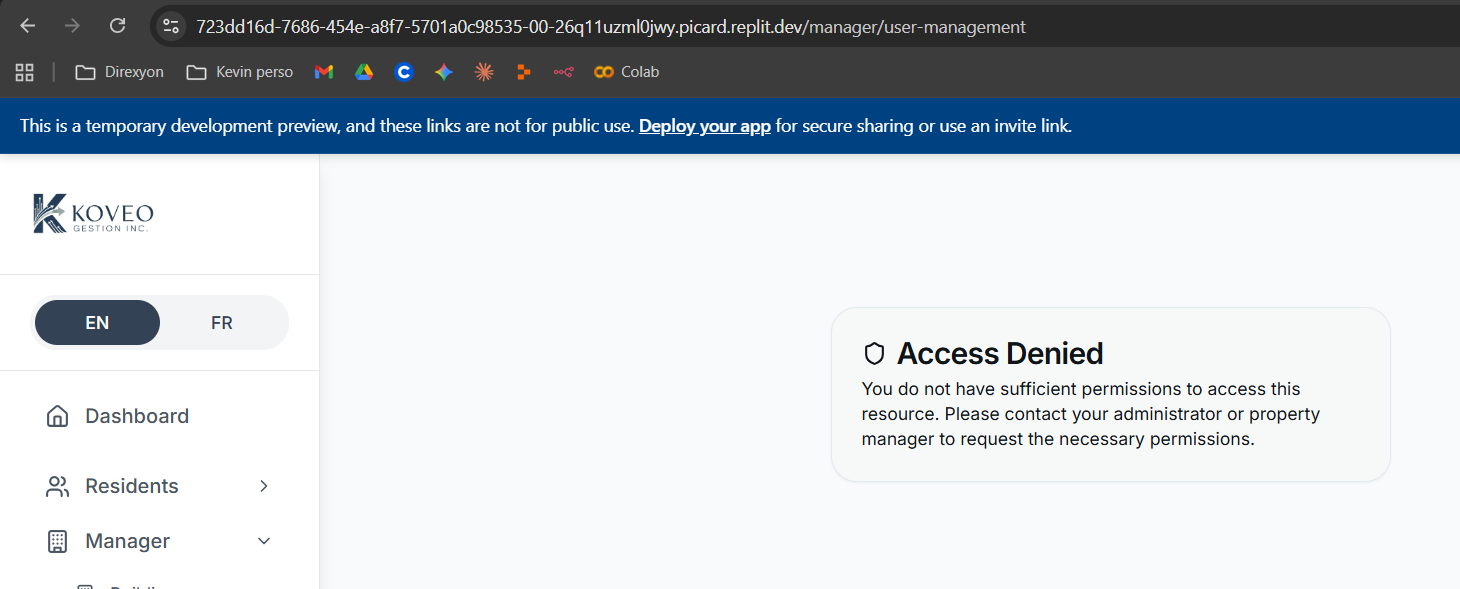 723dd16d-7686-454e-a8f7-5701a0c98535-00-26q11uzml0jwy.picard.replit.dev/manager/user-management
Direxyon Kevin perso Colab
This is a temporary development preview, and these links are not for public use. Deploy your app for secure sharing or use an invite link.
KOVEO
GESTION INC.
EN FR
Access Denied
You do not have sufficient permissions to access this
resource. Please contact your administrator or property
manager to request the necessary permissions.
Dashboard
Residents
Manager